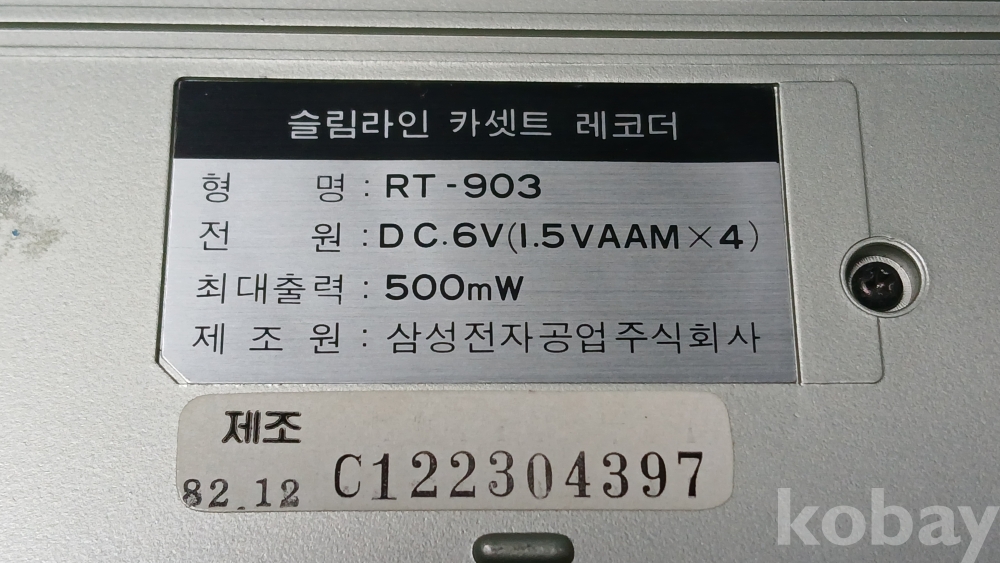 슬림라인 카셋트 레코더
형 명 : RT-903
전 원 : DC.6V(1.5VAAM×4)
최대출력 : 500mW
제 조 원 : 삼성전자공업주식회사
제조
82.12 C122304397
kobay